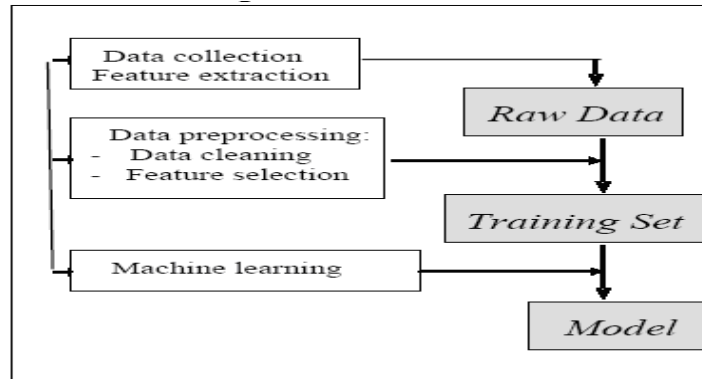 Data collection
Feature extraction
Raw Data
Data preprocessing:
- Data cleaning
- Feature selection
Training Set
Machine learning
Model